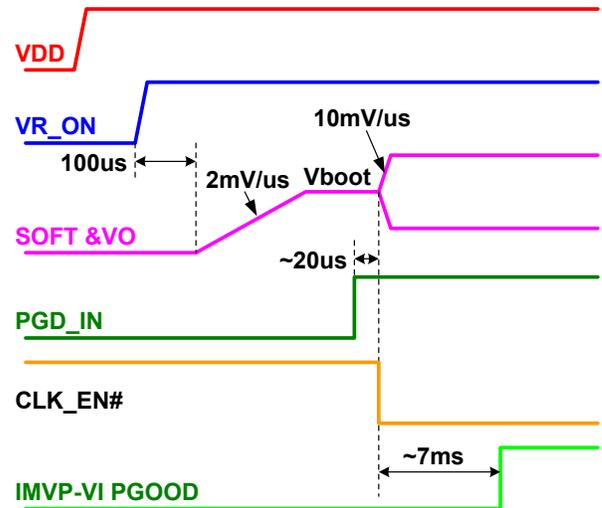 VDD
VR_ON
10mV/us
100us
2mV/us
Vboot
SOFT &VO
~20us
PGD_IN
CLK_EN#
~7ms
IMVP-VI PGOOD